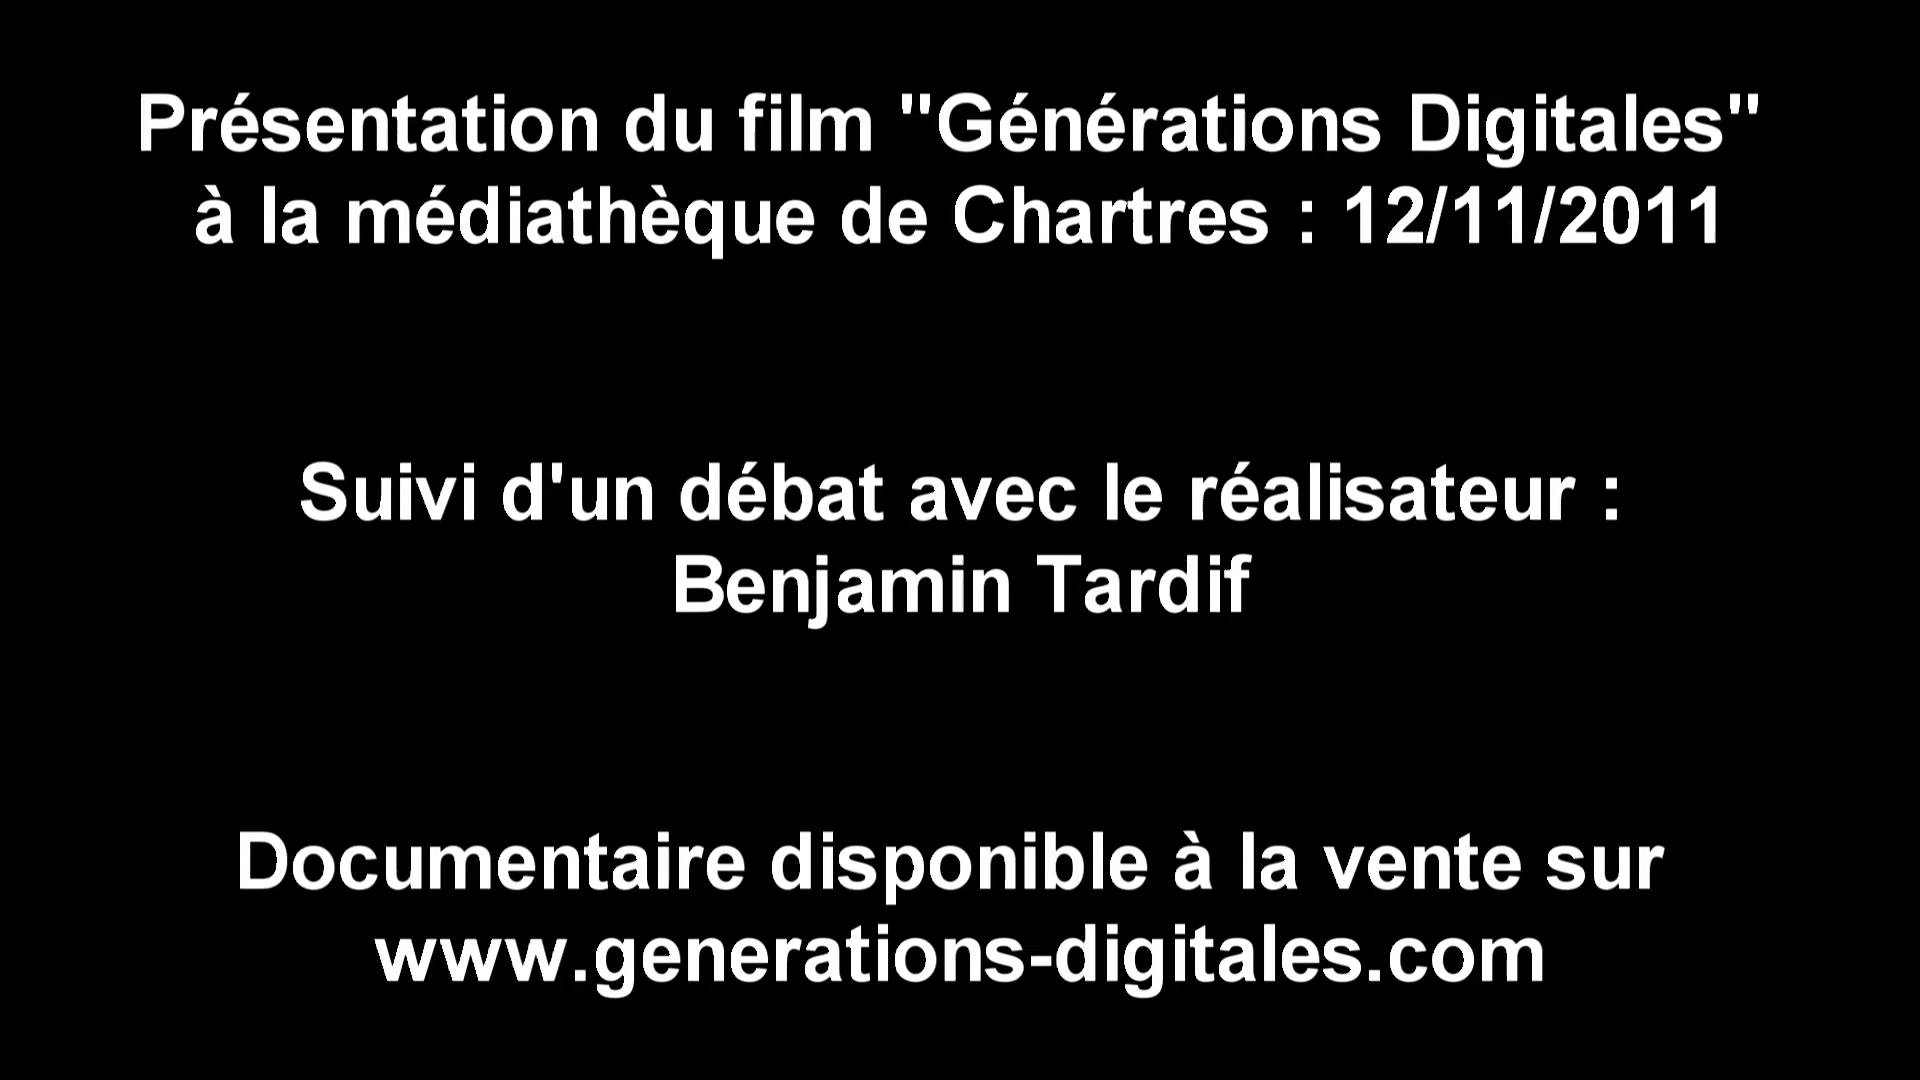 Présentation du film "Générations Digitales"
à la médiathèque de Chartres : 12/11/2011
Suivi d'un débat avec le réalisateur :
Benjamin Tardif
Documentaire disponible à la vente sur
www.generations-digitales.com